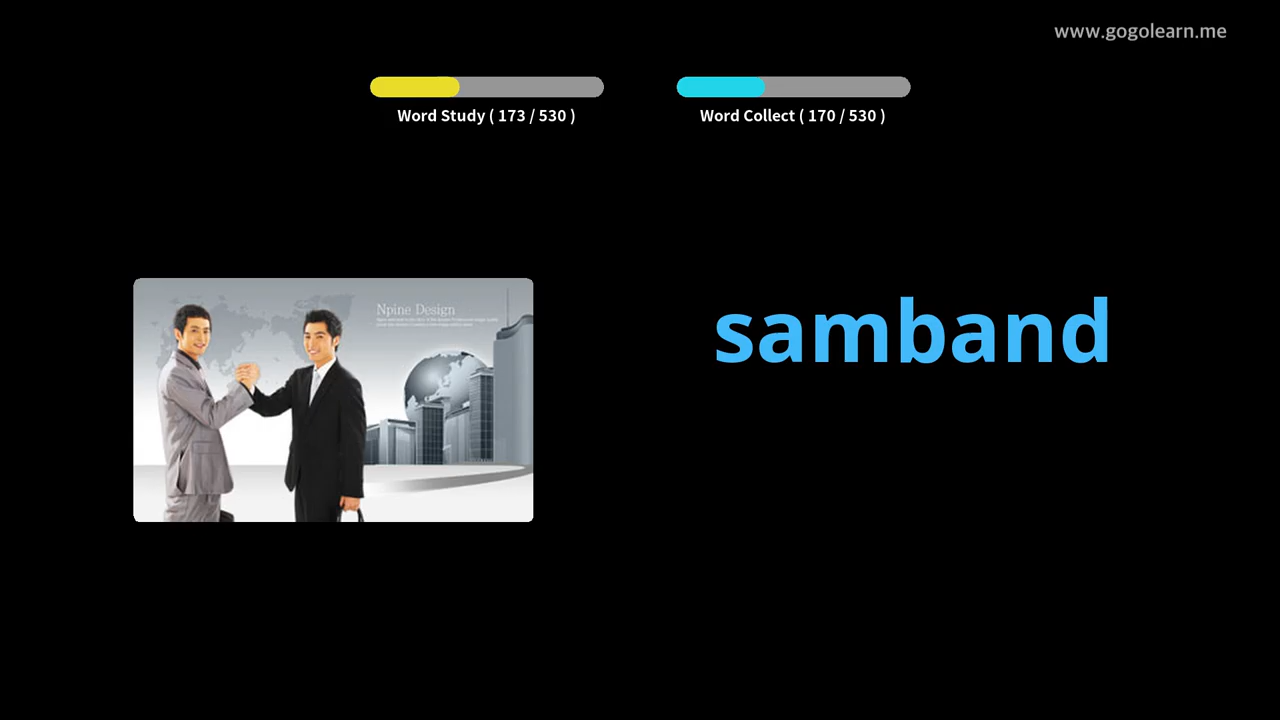 www.gogolearn.me
Word Study ( 173 / 530 )
Word Collect ( 170 / 530 )
Npine Design
samband